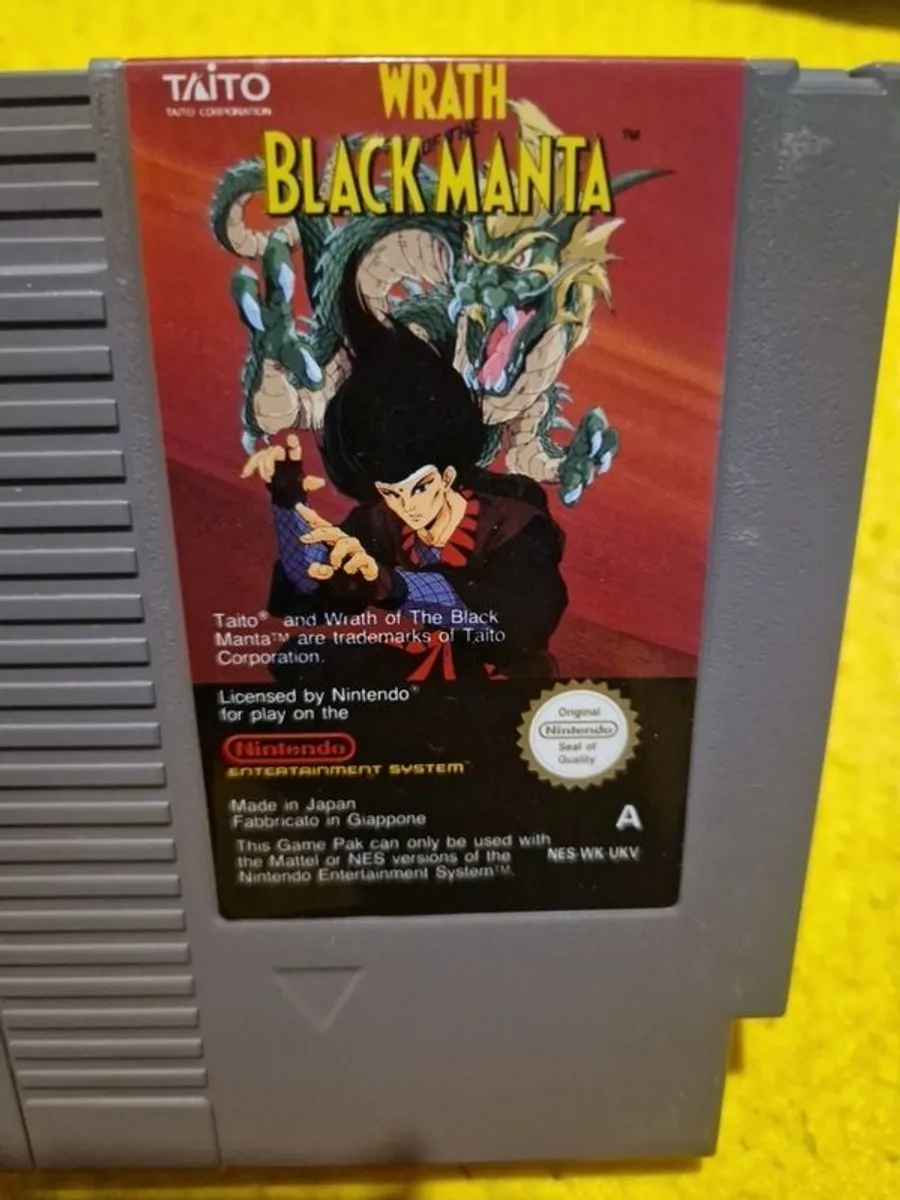 TAITO
TAITO CORPORATION
WRATH
OF THE
BLACK MANTA™
Taito® and Wrath of The Black
Manta™ are trademarks of Taito
Corporation.
Licensed by Nintendo®
for play on the
Nintendo
ENTERTAINMENT SYSTEM™
Original
Nintendo
Seal of
Quality
Made in Japan
Fabbricato in Giappone
A
This Game Pak can only be used with
the Mattel or NES versions of the
Nintendo Entertainment System™.
NES-WK-UKV